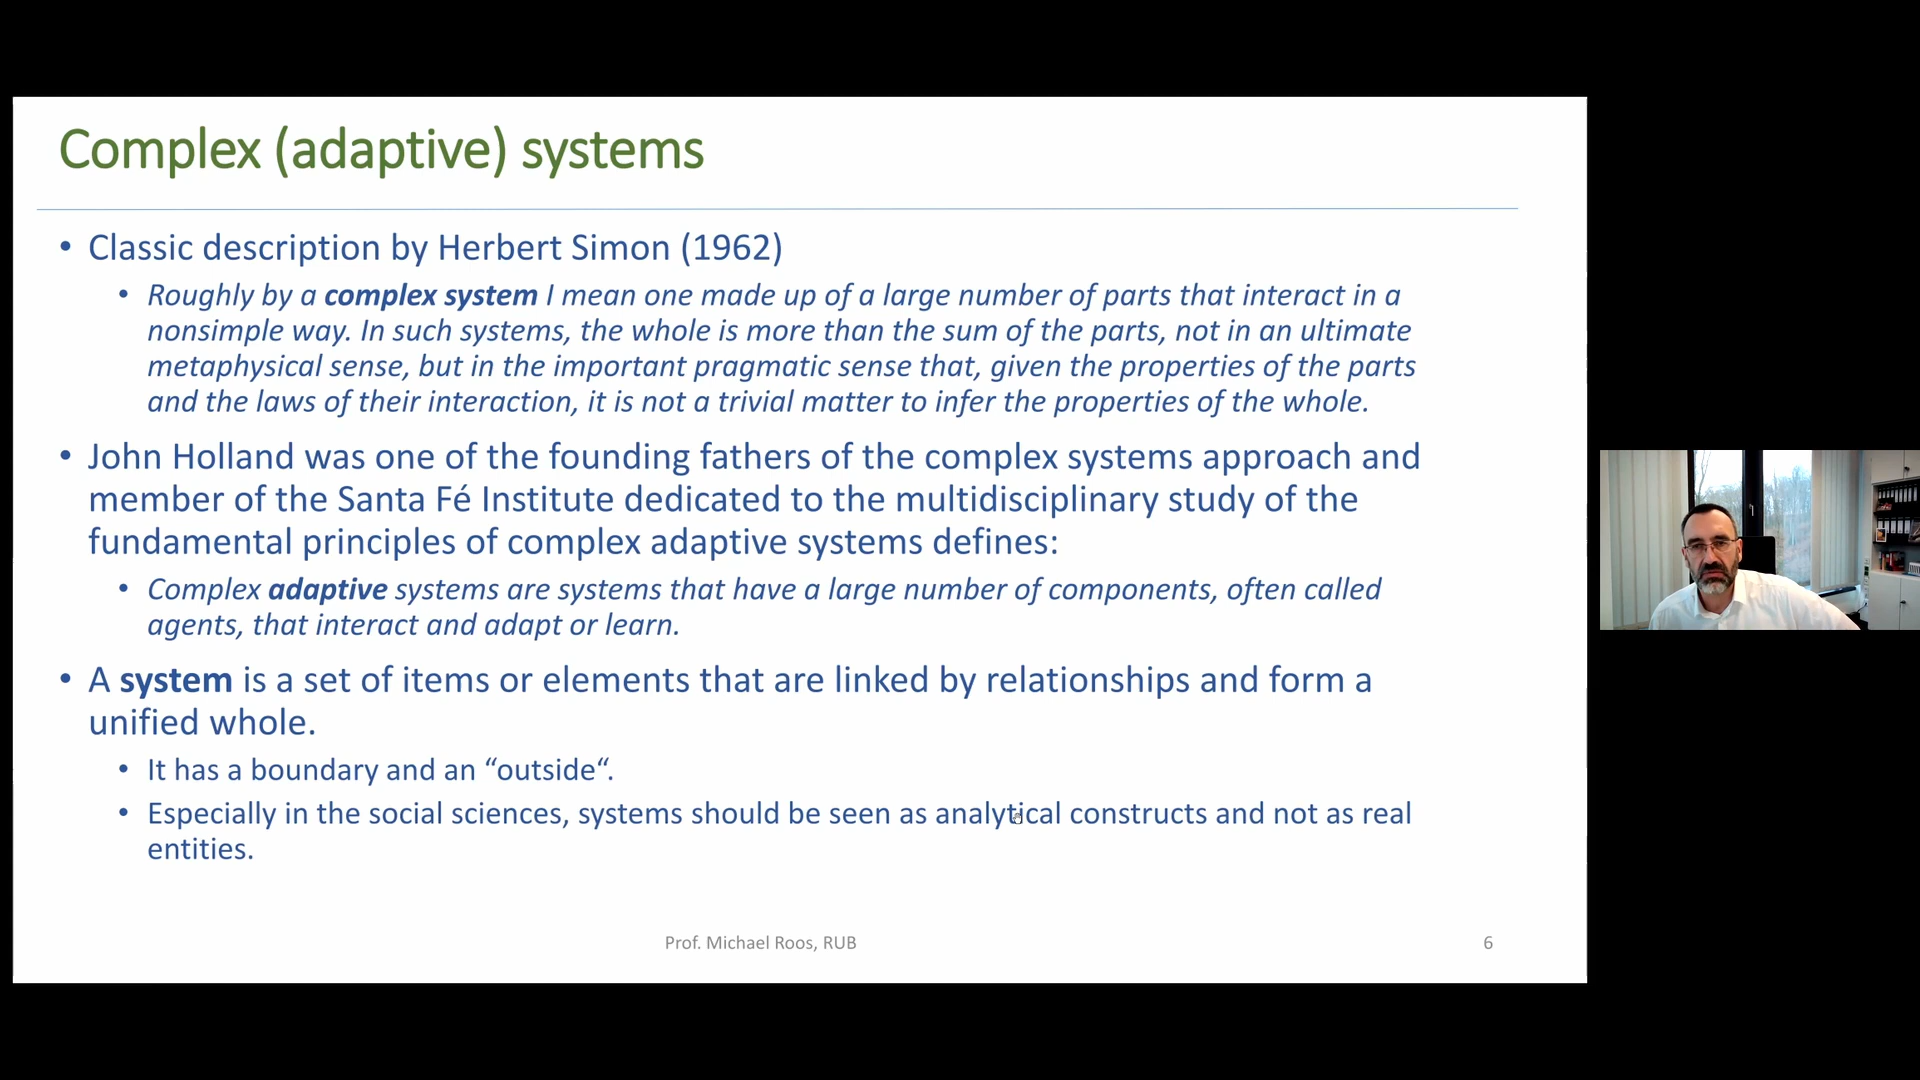 Complex (adaptive) systems
• Classic description by Herbert Simon (1962)
• Roughly by a complex system I mean one made up of a large number of parts that interact in a
nonsimple way. In such systems, the whole is more than the sum of the parts, not in an ultimate
metaphysical sense, but in the important pragmatic sense that, given the properties of the parts
and the laws of their interaction, it is not a trivial matter to infer the properties of the whole.
• John Holland was one of the founding fathers of the complex systems approach and
member of the Santa Fé Institute dedicated to the multidisciplinary study of the
fundamental principles of complex adaptive systems defines:
• Complex adaptive systems are systems that have a large number of components, often called
agents, that interact and adapt or learn.
• A system is a set of items or elements that are linked by relationships and form a
unified whole.
• It has a boundary and an “outside“.
• Especially in the social sciences, systems should be seen as analytical constructs and not as real
entities.
Prof. Michael Roos, RUB
6